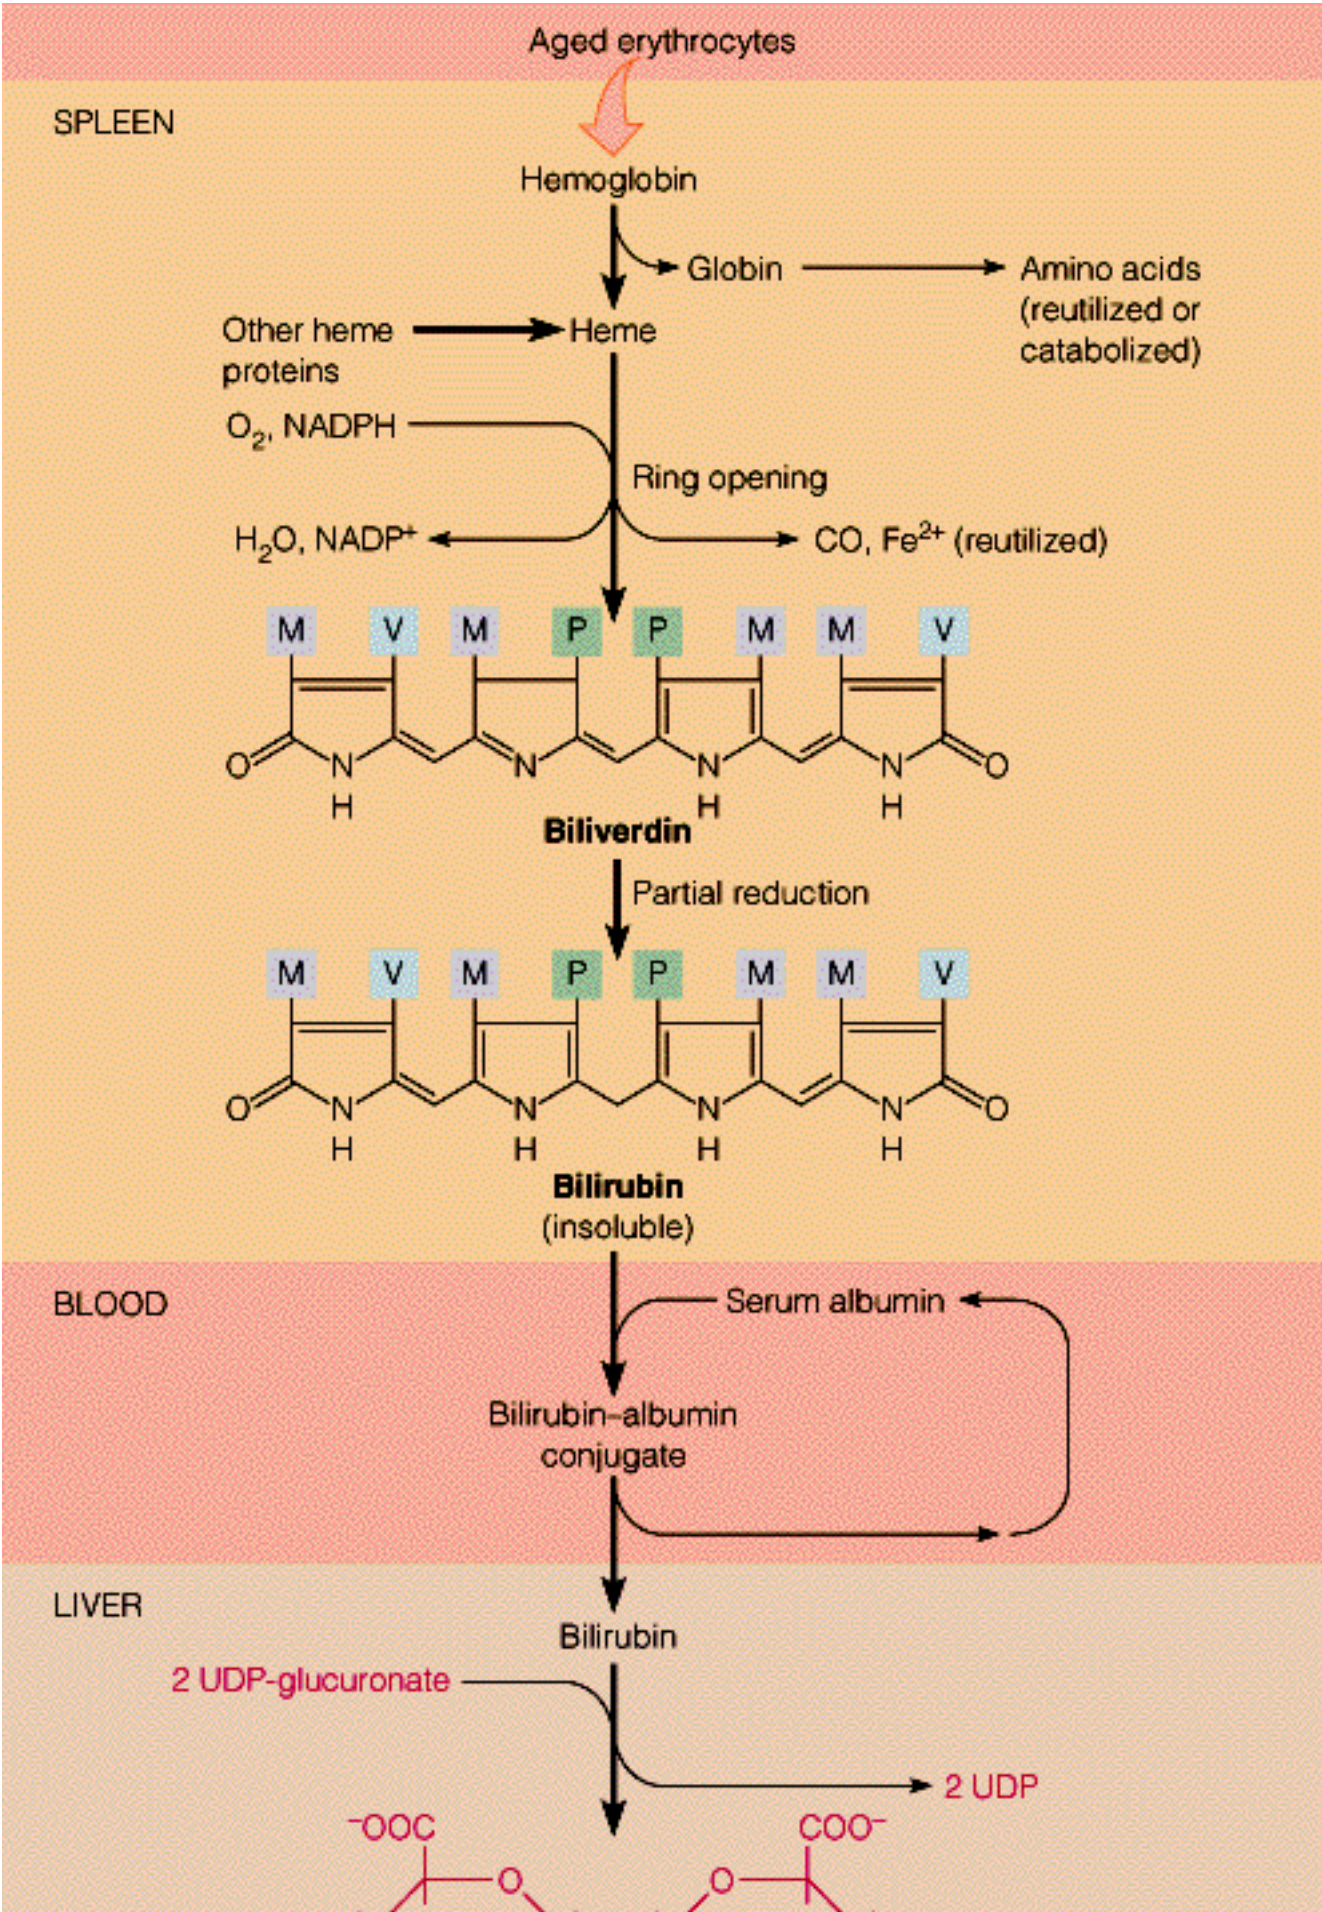 Aged erythrocytes
SPLEEN
Hemoglobin
Globin
Amino acids
(reutilized or
catabolized)
Other heme
proteins
Heme
O₂, NADPH
Ring opening
H₂O, NADP⁺
CO, Fe²⁺ (reutilized)
M V M P P M M V
O N N N N O
H H H
Biliverdin
Partial reduction
M V M P P M M V
O N N N N O
H H H H
Bilirubin
(insoluble)
BLOOD
Serum albumin
Bilirubin–albumin
conjugate
LIVER
Bilirubin
2 UDP-glucuronate
2 UDP
⁻OOC COO⁻
O O